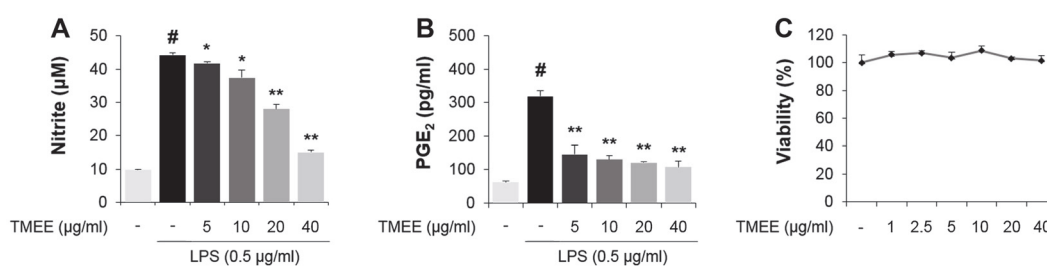 A
Nitrite (µM)
50
40
30
20
10
0
#
*
*
**
**
TMEE (µg/ml)
- - 5 10 20 40
LPS (0.5 µg/ml)
B
PGE2 (pg/ml)
500
400
300
200
100
0
#
**
**
**
**
TMEE (µg/ml)
- - 5 10 20 40
LPS (0.5 µg/ml)
C
Viability (%)
120
100
80
60
40
20
0
TMEE (µg/ml)
- 1 2.5 5 10 20 40